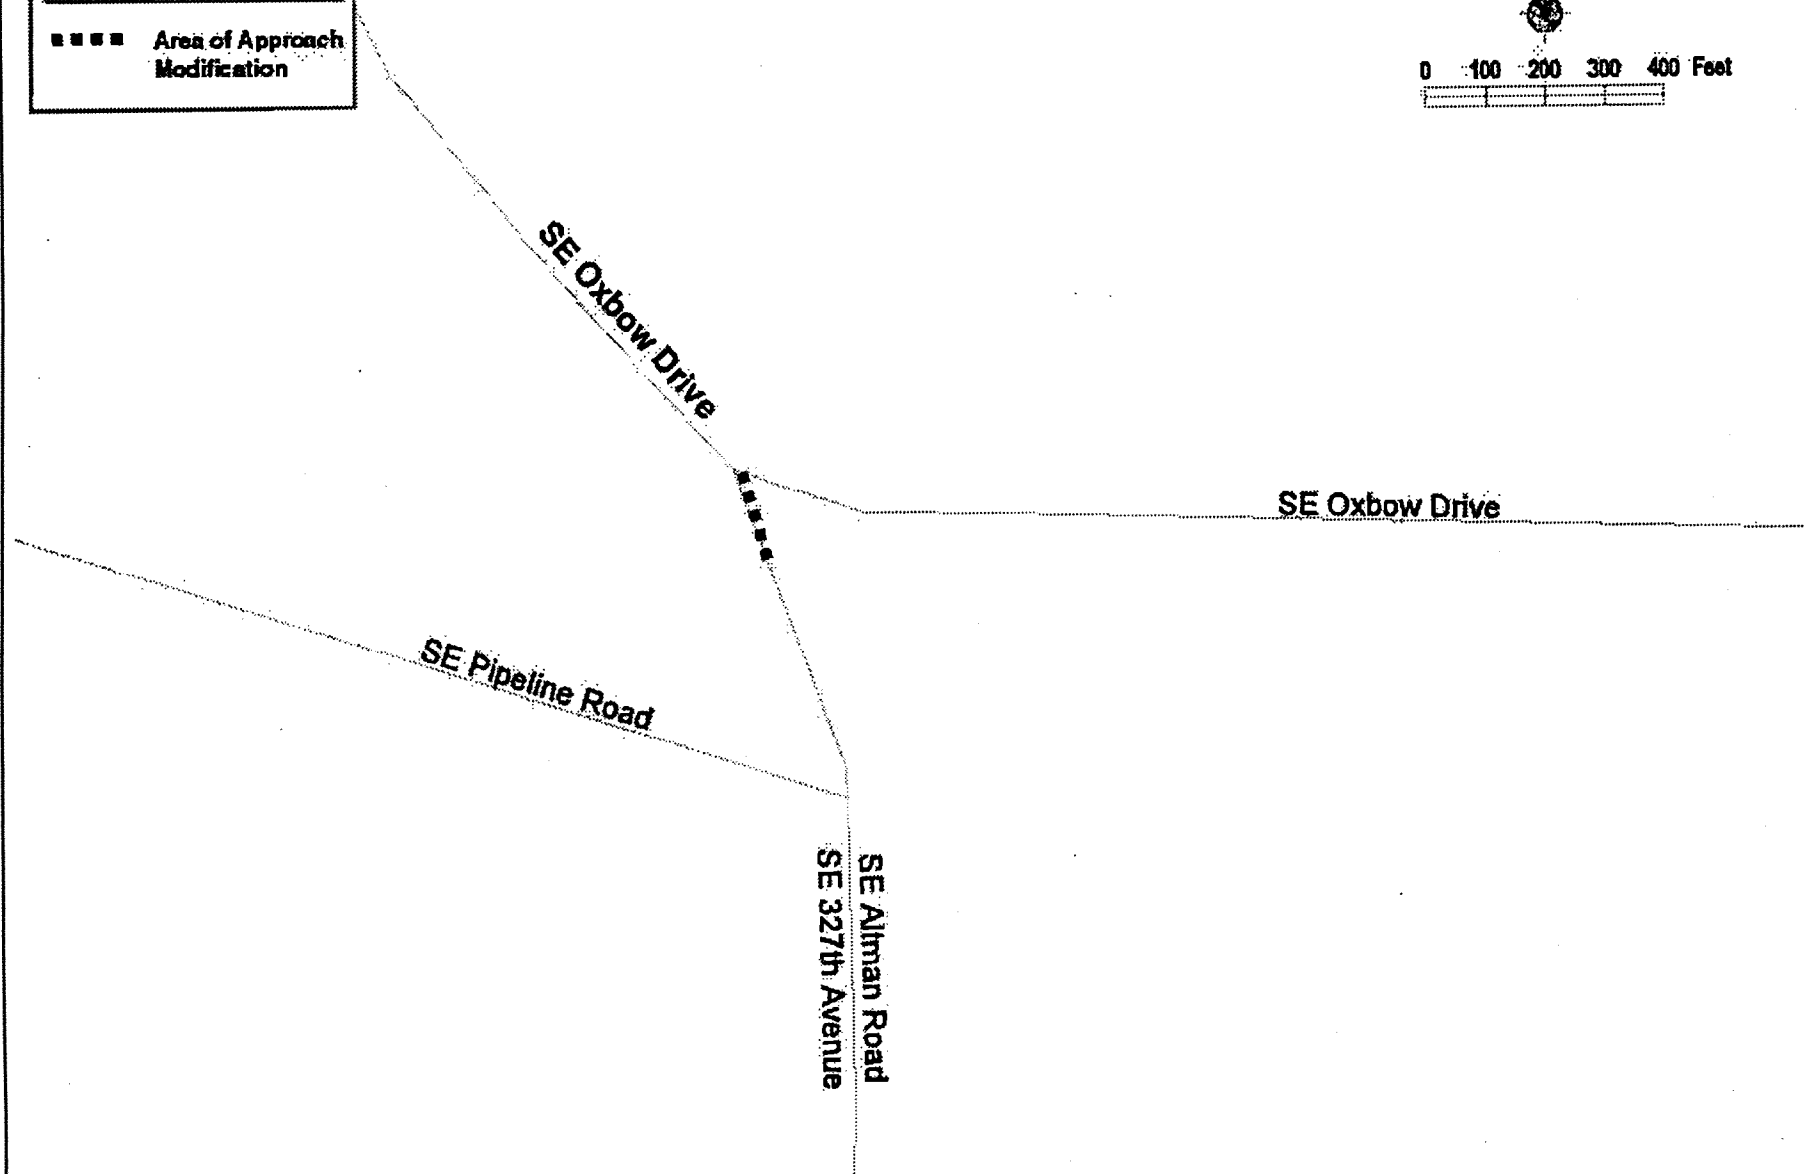 Area of Approach
Modification
0 100 200 300 400 Feet
SE Oxbow Drive
SE Oxbow Drive
SE Pipeline Road
SE 327th Avenue
SE Altman Road